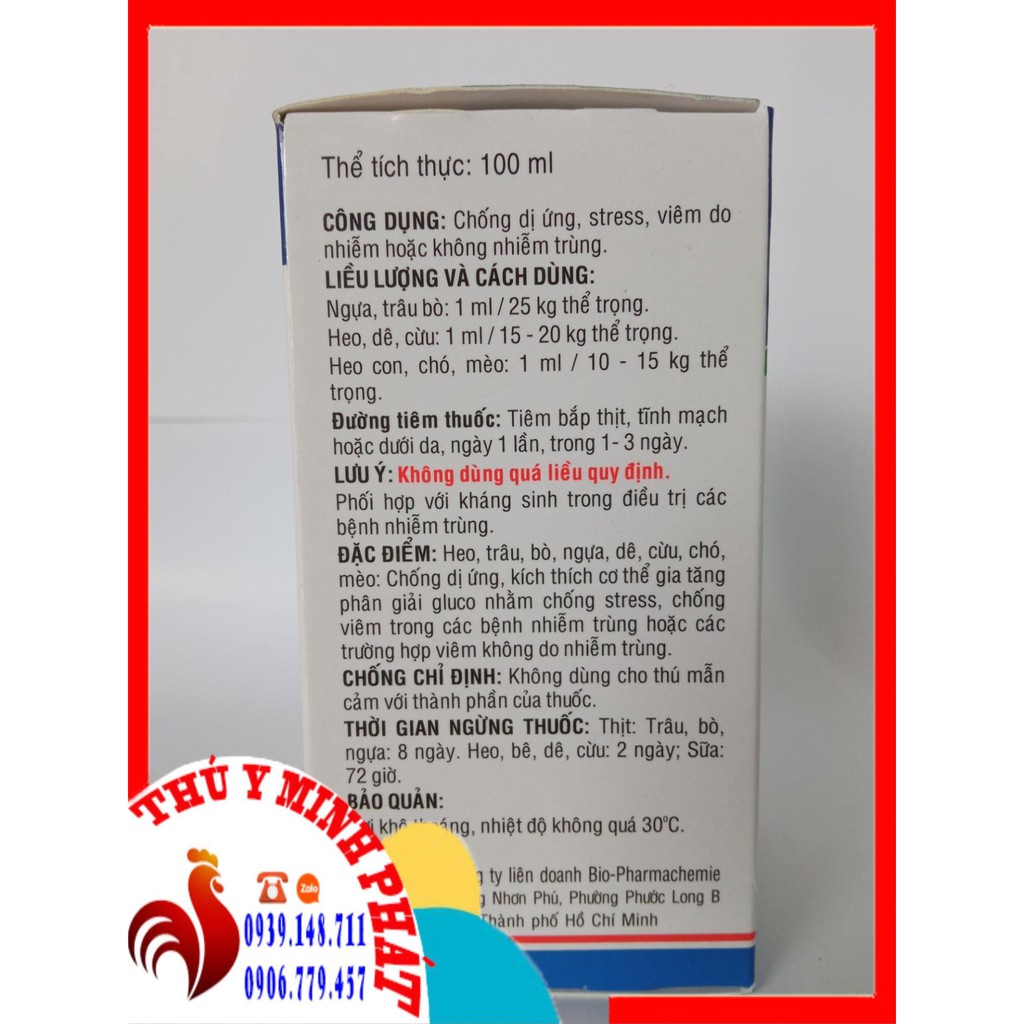 Thể tích thực: 100 ml
CÔNG DỤNG: Chống dị ứng, stress, viêm do
nhiễm hoặc không nhiễm trùng.
LIỀU LƯỢNG VÀ CÁCH DÙNG:
Ngựa, trâu bò: 1 ml / 25 kg thể trọng.
Heo, dê, cừu: 1 ml / 15 - 20 kg thể trọng.
Heo con, chó, mèo: 1 ml / 10 - 15 kg thể
trọng.
Đường tiêm thuốc: Tiêm bắp thịt, tĩnh mạch
hoặc dưới da, ngày 1 lần, trong 1- 3 ngày.
LƯU Ý: Không dùng quá liều quy định.
Phối hợp với kháng sinh trong điều trị các
bệnh nhiễm trùng.
ĐẶC ĐIỂM: Heo, trâu, bò, ngựa, dê, cừu, chó,
mèo: Chống dị ứng, kích thích cơ thể gia tăng
phân giải gluco nhằm chống stress, chống
viêm trong các bệnh nhiễm trùng hoặc các
trường hợp viêm không do nhiễm trùng.
CHỐNG CHỈ ĐỊNH: Không dùng cho thú mẫn
cảm với thành phần của thuốc.
THỜI GIAN NGỪNG THUỐC: Thịt: Trâu, bò,
ngựa: 8 ngày. Heo, bê, dê, cừu: 2 ngày; Sữa:
72 giờ.
BẢO QUẢN:
nhiệt độ không quá 30°C.
ty liên doanh Bio-Pharmachemie
Nhơn Phú, Phường Phước Long B
Thành phố Hồ Chí Minh
THÚ Y MINH PHÁT
Zalo
0939.148.711
0906.779.457